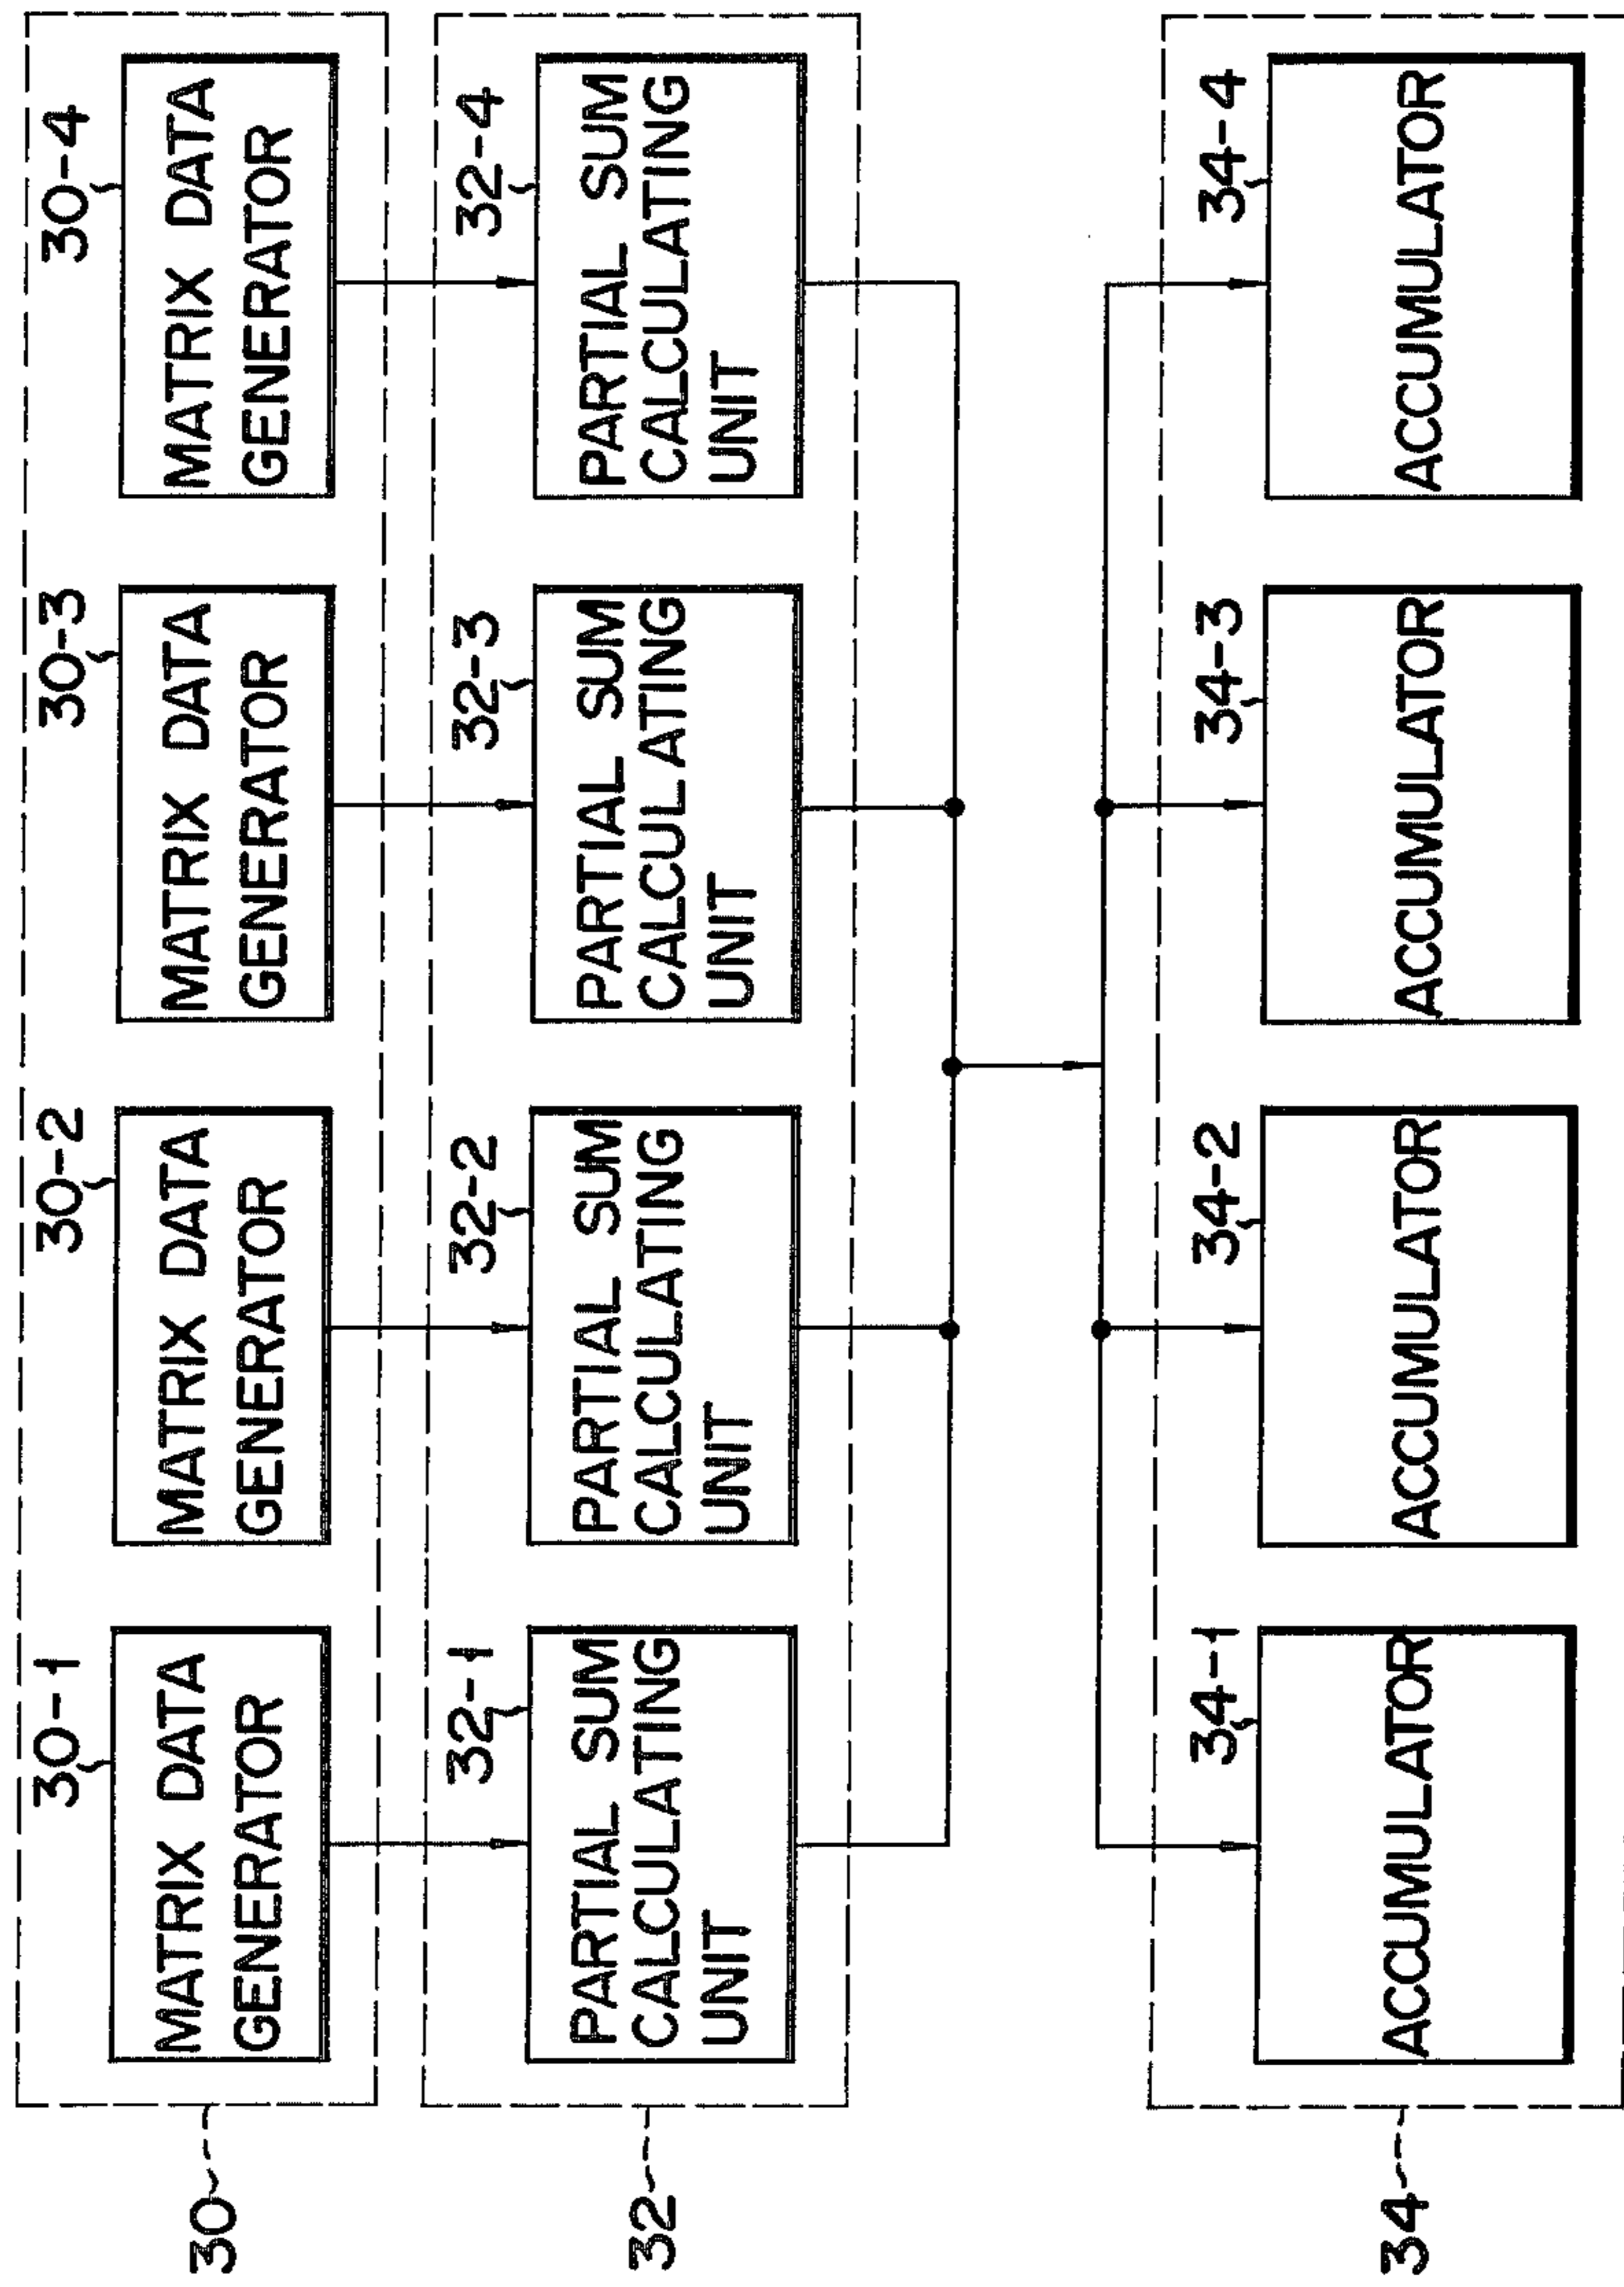 30
30-1
MATRIX DATA
GENERATOR
30-2
MATRIX DATA
GENERATOR
30-3
MATRIX DATA
GENERATOR
30-4
MATRIX DATA
GENERATOR
32
32-1
PARTIAL SUM
CALCULATING
UNIT
32-2
PARTIAL SUM
CALCULATING
UNIT
32-3
PARTIAL SUM
CALCULATING
UNIT
32-4
PARTIAL SUM
CALCULATING
UNIT
34
34-1
ACCUMULATOR
34-2
ACCUMULATOR
34-3
ACCUMULATOR
34-4
ACCUMULATOR